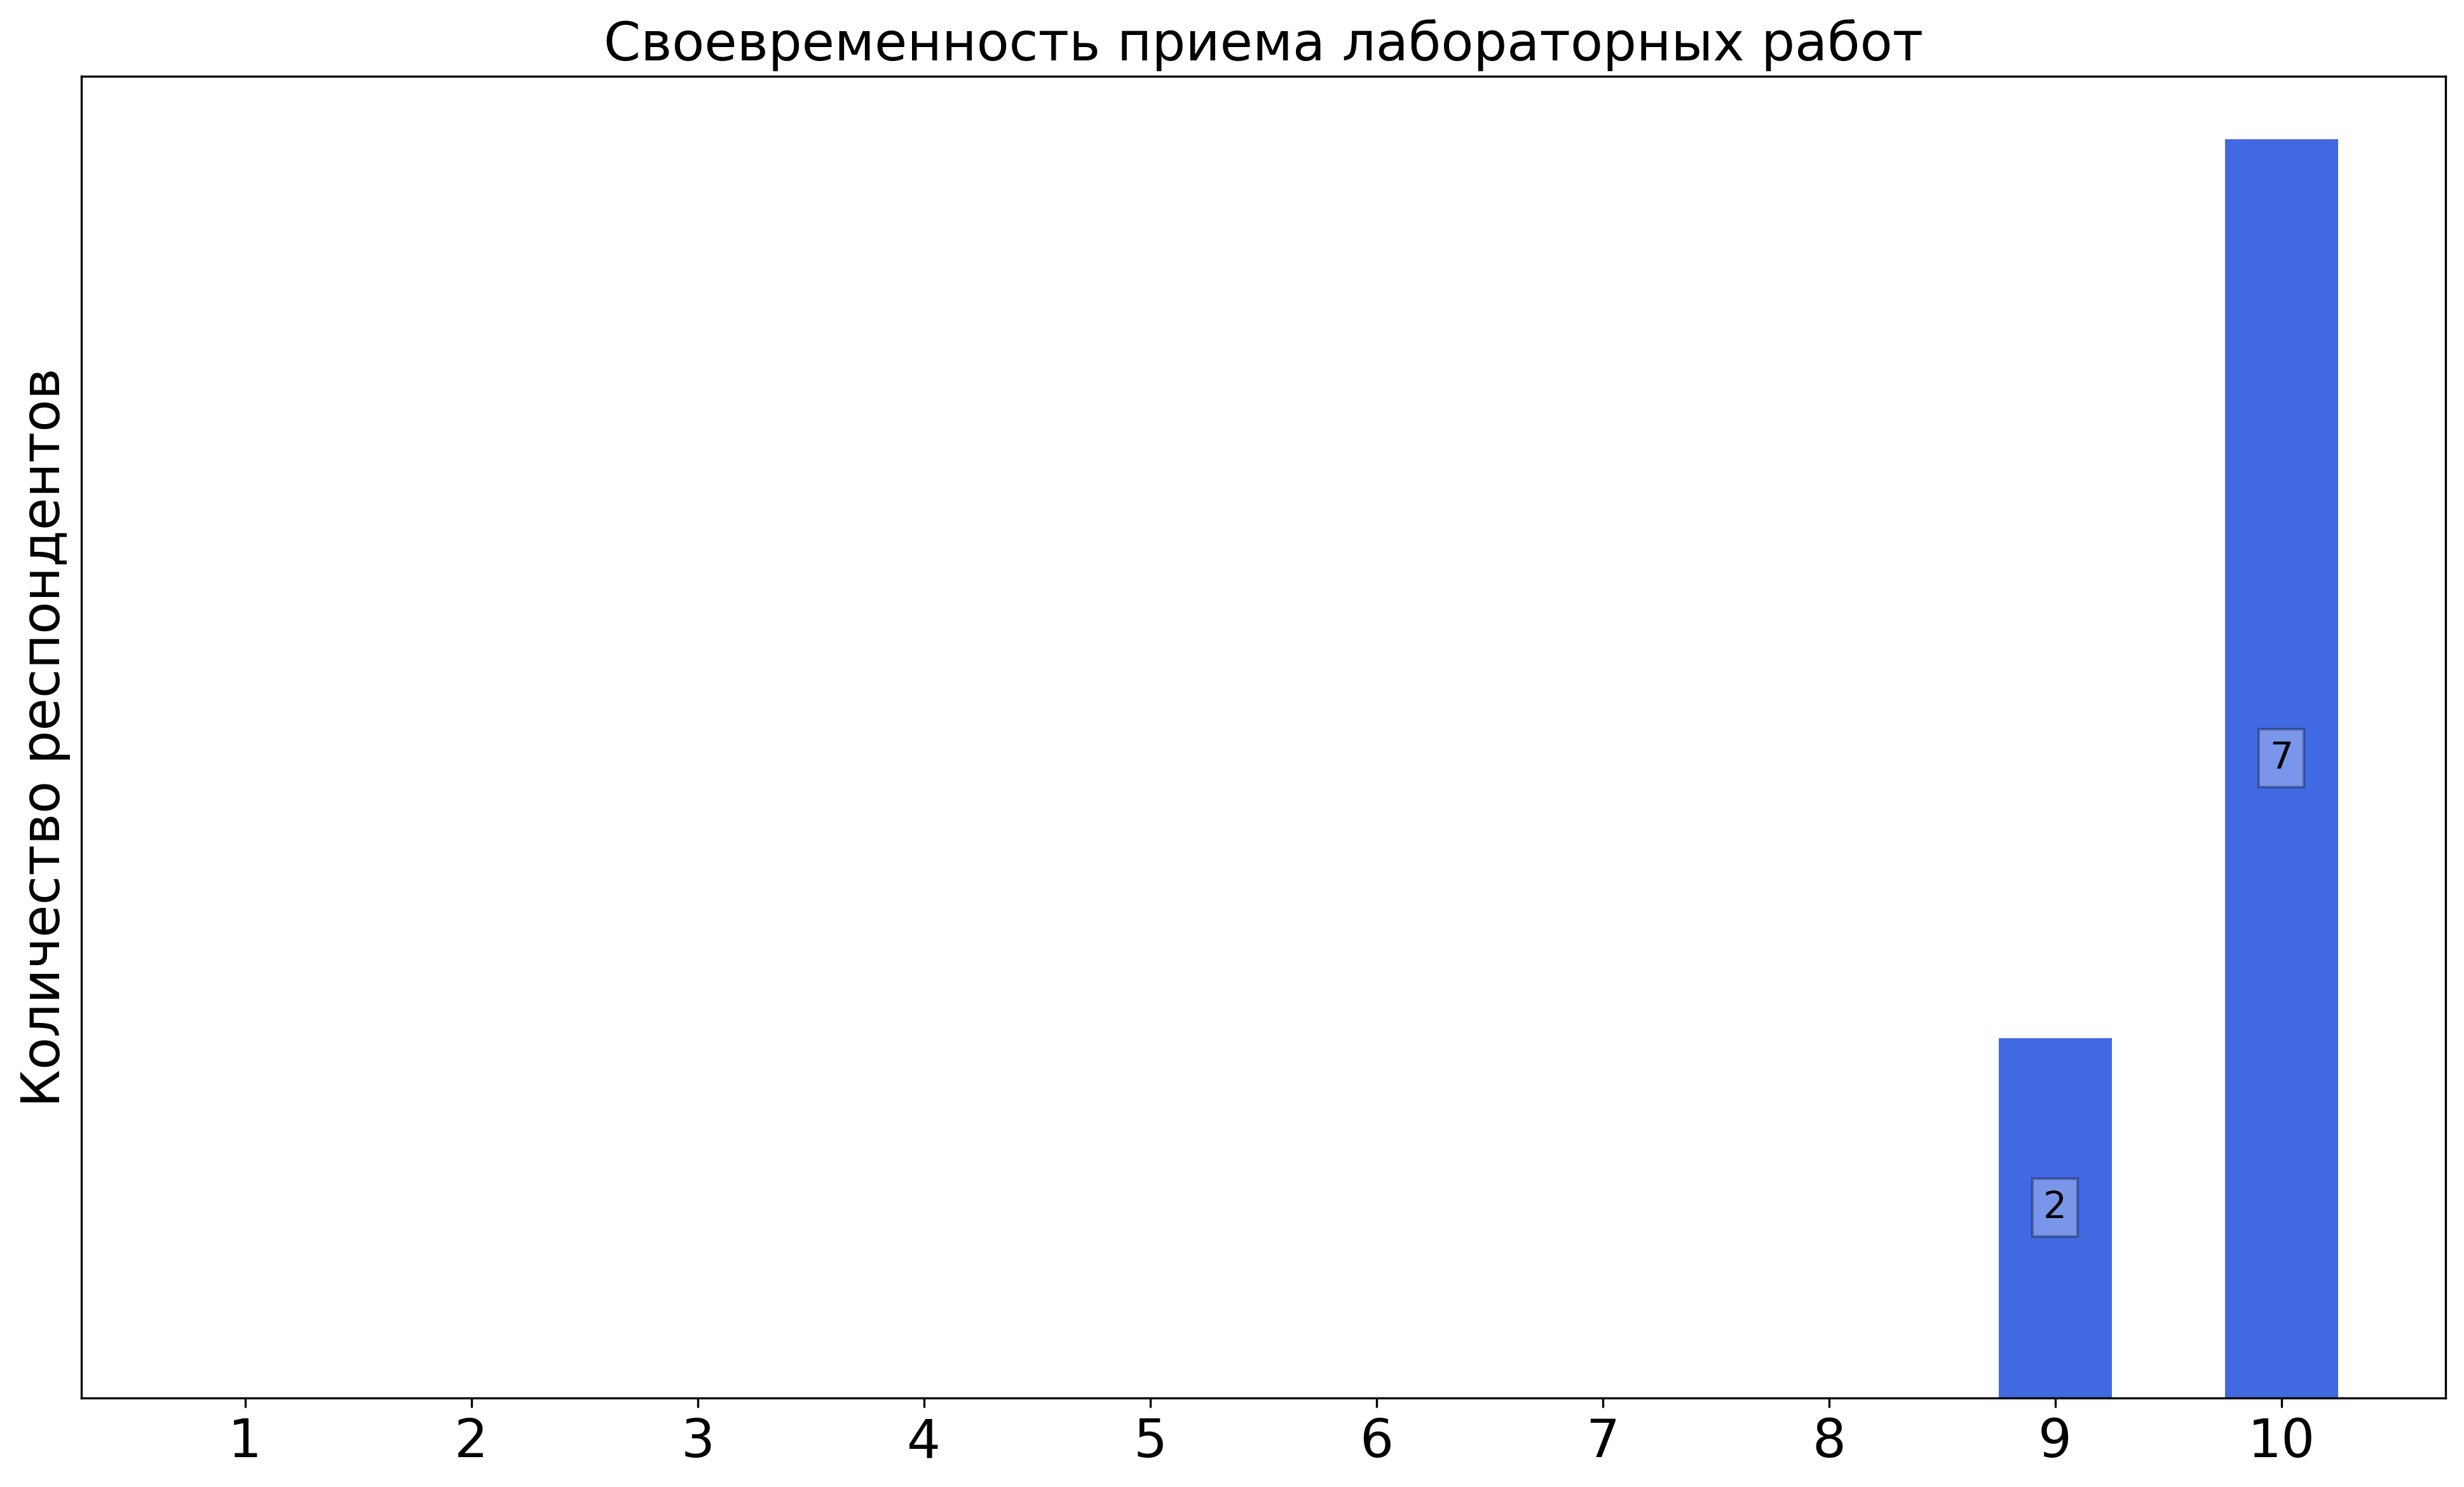 Своевременность приема лабораторных работ
Количество респондентов
7
2
1 2 3 4 5 6 7 8 9 10